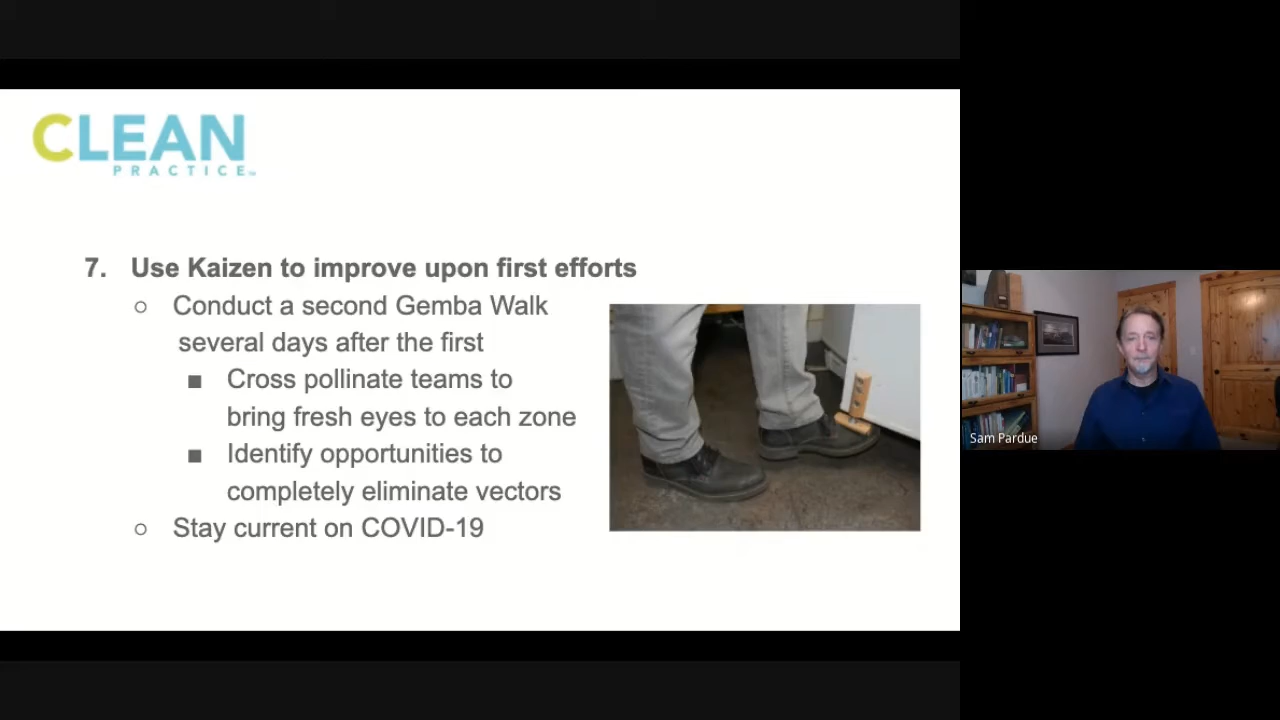 CLEAN
PRACTICE™
7. Use Kaizen to improve upon first efforts
○ Conduct a second Gemba Walk
several days after the first
■ Cross pollinate teams to
bring fresh eyes to each zone
■ Identify opportunities to
completely eliminate vectors
○ Stay current on COVID-19
Sam Pardue